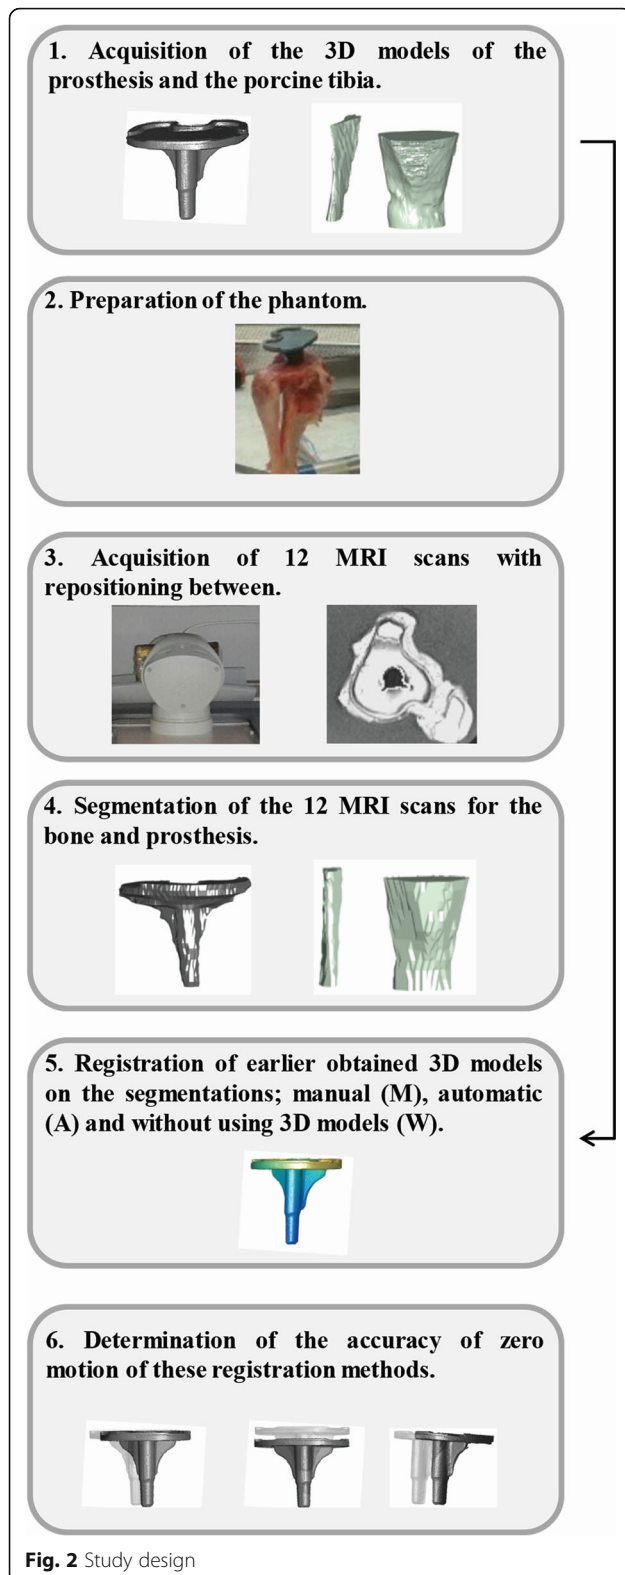 1. Acquisition of the 3D models of the
prosthesis and the porcine tibia.
2. Preparation of the phantom.
3. Acquisition of 12 MRI scans with
repositioning between.
4. Segmentation of the 12 MRI scans for the
bone and prosthesis.
5. Registration of earlier obtained 3D models
on the segmentations; manual (M), automatic
(A) and without using 3D models (W).
6. Determination of the accuracy of zero
motion of these registration methods.
Fig. 2 Study design